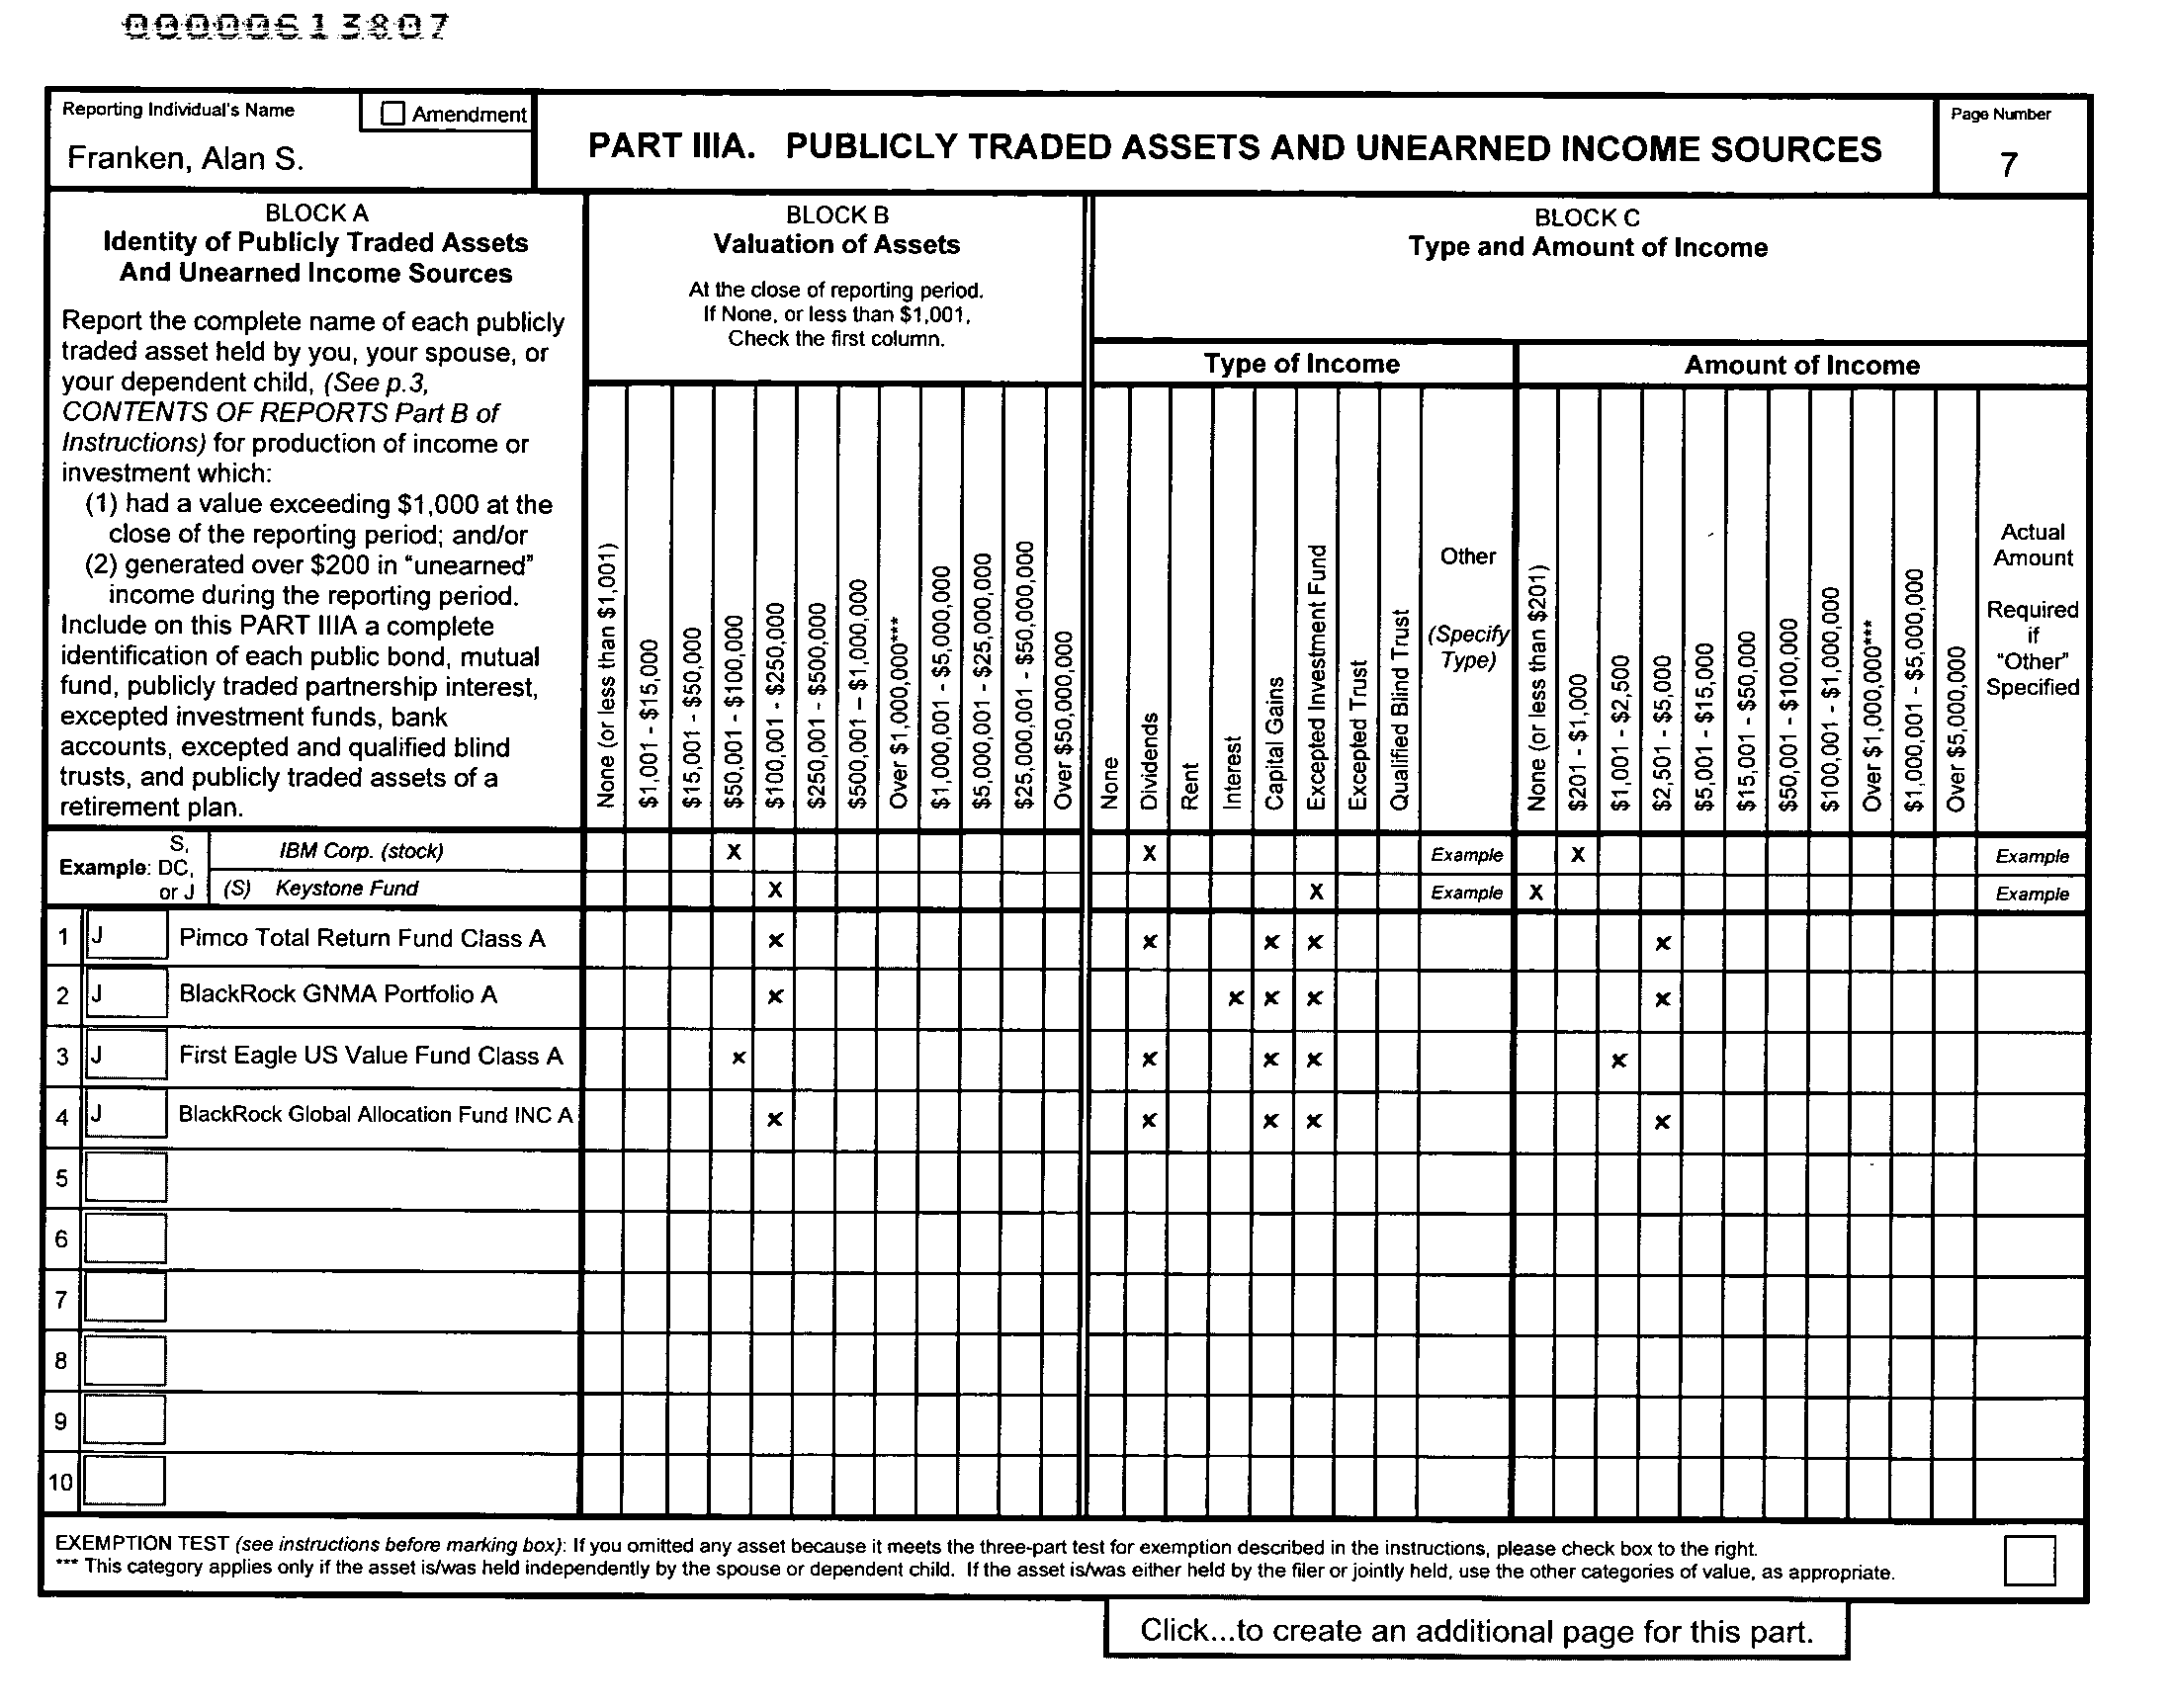 00000613807
Reporting Individual's Name
Amendment
Franken, Alan S.
PART IIIA. PUBLICLY TRADED ASSETS AND UNEARNED INCOME SOURCES
Page Number
7
BLOCK A
Identity of Publicly Traded Assets
And Unearned Income Sources
Report the complete name of each publicly
traded asset held by you, your spouse, or
your dependent child, (See p.3,
CONTENTS OF REPORTS Part B of
Instructions) for production of income or
investment which:
(1) had a value exceeding $1,000 at the
close of the reporting period; and/or
(2) generated over $200 in "unearned"
income during the reporting period.
Include on this PART IIIA a complete
identification of each public bond, mutual
fund, publicly traded partnership interest,
excepted investment funds, bank
accounts, excepted and qualified blind
trusts, and publicly traded assets of a
retirement plan.
BLOCK B
Valuation of Assets
At the close of reporting period.
If None, or less than $1,001,
Check the first column.
None (or less than $1,001)
$1,001 - $15,000
$15,001 - $50,000
$50,001 - $100,000
$100,001 - $250,000
$250,001 - $500,000
$500,001 – $1,000,000
Over $1,000,000***
$1,000,001 - $5,000,000
$5,000,001 - $25,000,000
$25,000,001 - $50,000,000
Over $50,000,000
BLOCK C
Type and Amount of Income
Type of Income
None
Dividends
Rent
Interest
Capital Gains
Excepted Investment Fund
Excepted Trust
Qualified Blind Trust
Other
(Specify
Type)
Amount of Income
None (or less than $201)
$201 - $1,000
$1,001 - $2,500
$2,501 - $5,000
$5,001 - $15,000
$15,001 - $50,000
$50,001 - $100,000
$100,001 - $1,000,000
Over $1,000,000***
$1,000,001 - $5,000,000
Over $5,000,000
Actual
Amount
Required
if
"Other"
Specified
Example: S, DC, or J
IBM Corp. (stock) X X Example X Example
(S) Keystone Fund X X Example X Example
1 J Pimco Total Return Fund Class A x x x x x
2 J BlackRock GNMA Portfolio A x x x x x
3 J First Eagle US Value Fund Class A x x x x x
4 J BlackRock Global Allocation Fund INC A x x x x x
5
6
7
8
9
10
EXEMPTION TEST (see instructions before marking box): If you omitted any asset because it meets the three-part test for exemption described in the instructions, please check box to the right.
*** This category applies only if the asset is/was held independently by the spouse or dependent child. If the asset is/was either held by the filer or jointly held, use the other categories of value, as appropriate.
Click...to create an additional page for this part.